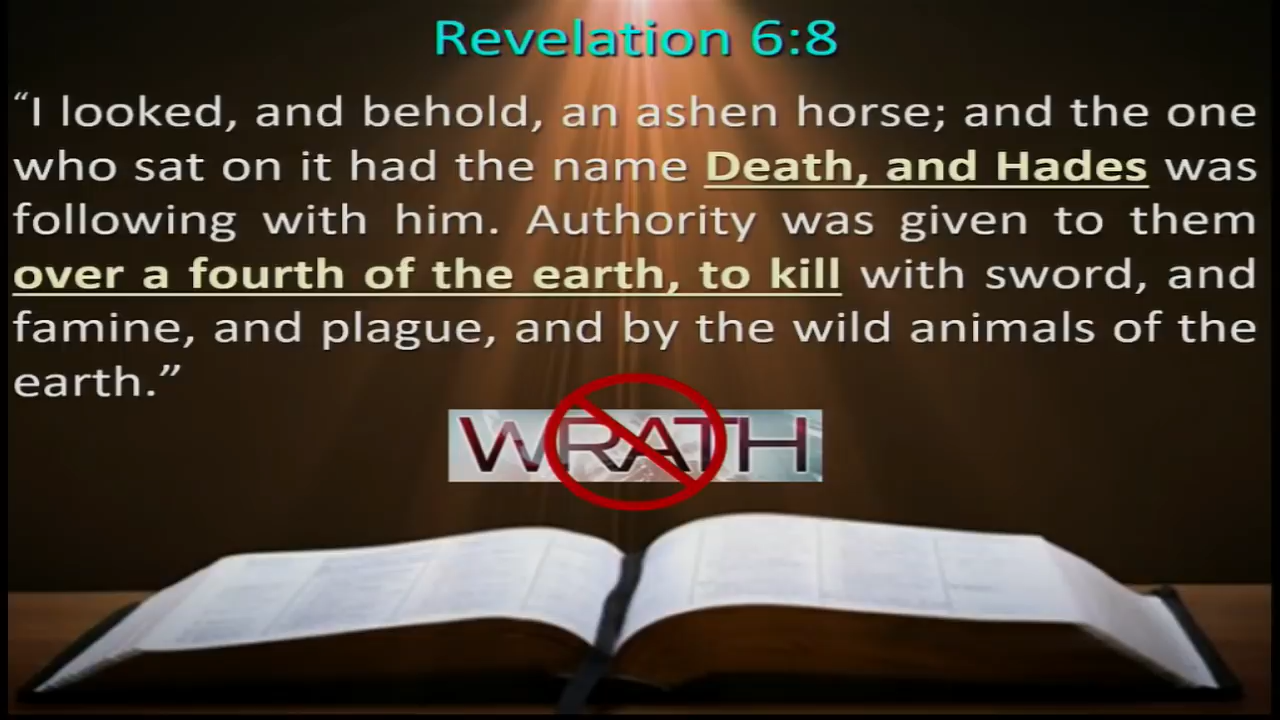 Revelation 6:8
“I looked, and behold, an ashen horse; and the one
who sat on it had the name Death, and Hades was
following with him. Authority was given to them
over a fourth of the earth, to kill with sword, and
famine, and plague, and by the wild animals of the
earth.”
WRATH